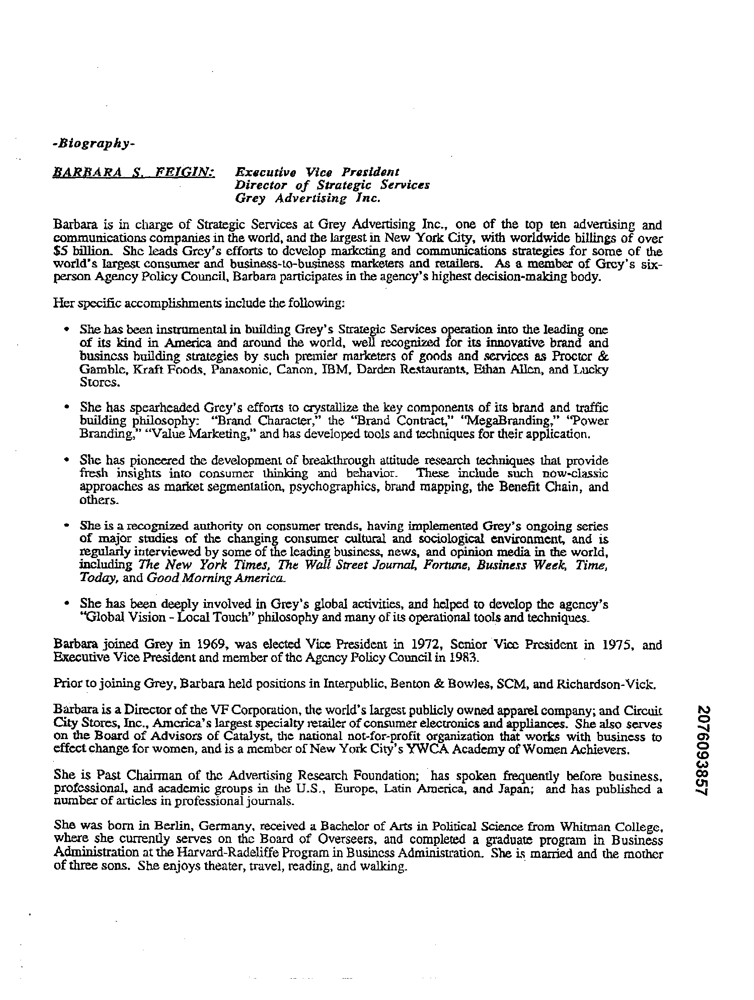 -Biography-
BARBARA S. FEIGIN: Executive Vice President
Director of Strategic Services
Grey Advertising Inc.
Barbara is in charge of Strategic Services at Grey Advertising Inc., one of the top ten advertising and
communications companies in the world, and the largest in New York City, with worldwide billings of over
$5 billion. She leads Grey's efforts to develop marketing and communications strategies for some of the
world's largest consumer and business-to-business marketers and retailers. As a member of Grey's six-
person Agency Policy Council, Barbara participates in the agency's highest decision-making body.
Her specific accomplishments include the following:
• She has been instrumental in building Grey's Strategic Services operation into the leading one
of its kind in America and around the world, well recognized for its innovative brand and
business building strategies by such premier marketers of goods and services as Procter &
Gamble, Kraft Foods, Panasonic, Canon, IBM, Darden Restaurants, Ethan Allen, and Lucky
Stores.
• She has spearheaded Grey's efforts to crystallize the key components of its brand and traffic
building philosophy: "Brand Character," the "Brand Contract," "MegaBranding," "Power
Branding," "Value Marketing," and has developed tools and techniques for their application.
• She has pioneered the development of breakthrough attitude research techniques that provide
fresh insights into consumer thinking and behavior. These include such now-classic
approaches as market segmentation, psychographics, brand mapping, the Benefit Chain, and
others.
• She is a recognized authority on consumer trends, having implemented Grey's ongoing series
of major studies of the changing consumer cultural and sociological environment, and is
regularly interviewed by some of the leading business, news, and opinion media in the world,
including The New York Times, The Wall Street Journal, Fortune, Business Week, Time,
Today, and Good Morning America.
• She has been deeply involved in Grey's global activities, and helped to develop the agency's
"Global Vision - Local Touch" philosophy and many of its operational tools and techniques.
Barbara joined Grey in 1969, was elected Vice President in 1972, Senior Vice President in 1975, and
Executive Vice President and member of the Agency Policy Council in 1983.
Prior to joining Grey, Barbara held positions in Interpublic, Benton & Bowles, SCM, and Richardson-Vick.
Barbara is a Director of the VF Corporation, the world's largest publicly owned apparel company; and Circuit
City Stores, Inc., America's largest specialty retailer of consumer electronics and appliances. She also serves
on the Board of Advisors of Catalyst, the national not-for-profit organization that works with business to
effect change for women, and is a member of New York City's YWCA Academy of Women Achievers.
She is Past Chairman of the Advertising Research Foundation; has spoken frequently before business,
professional, and academic groups in the U.S., Europe, Latin America, and Japan; and has published a
number of articles in professional journals.
She was born in Berlin, Germany, received a Bachelor of Arts in Political Science from Whitman College,
where she currently serves on the Board of Overseers, and completed a graduate program in Business
Administration at the Harvard-Radcliffe Program in Business Administration. She is married and the mother
of three sons. She enjoys theater, travel, reading, and walking.
2076093857